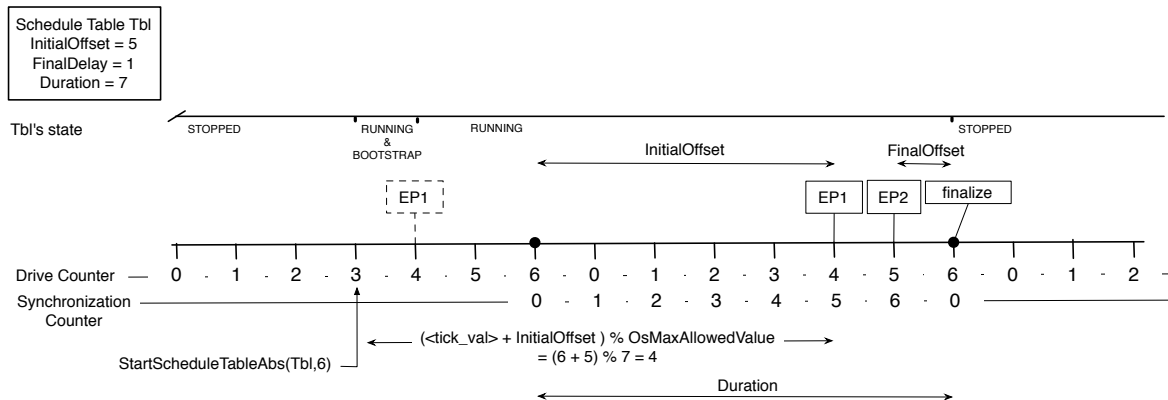 Schedule Table Tbl
InitialOffset = 5
FinalDelay = 1
Duration = 7
Tbl's state
STOPPED
RUNNING
&
BOOTSTRAP
RUNNING
STOPPED
InitialOffset
FinalOffset
EP1
EP1
EP2
finalize
Drive Counter — 0 - 1 - 2 - 3 - 4 - 5 - 6 - 0 - 1 - 2 - 3 - 4 - 5 - 6 - 0 - 1 - 2 -
Synchronization
Counter
0 - 1 - 2 - 3 - 4 - 5 - 6 - 0
(<tick_val> + InitialOffset ) % OsMaxAllowedValue
= (6 + 5) % 7 = 4
StartScheduleTableAbs(Tbl,6)
Duration